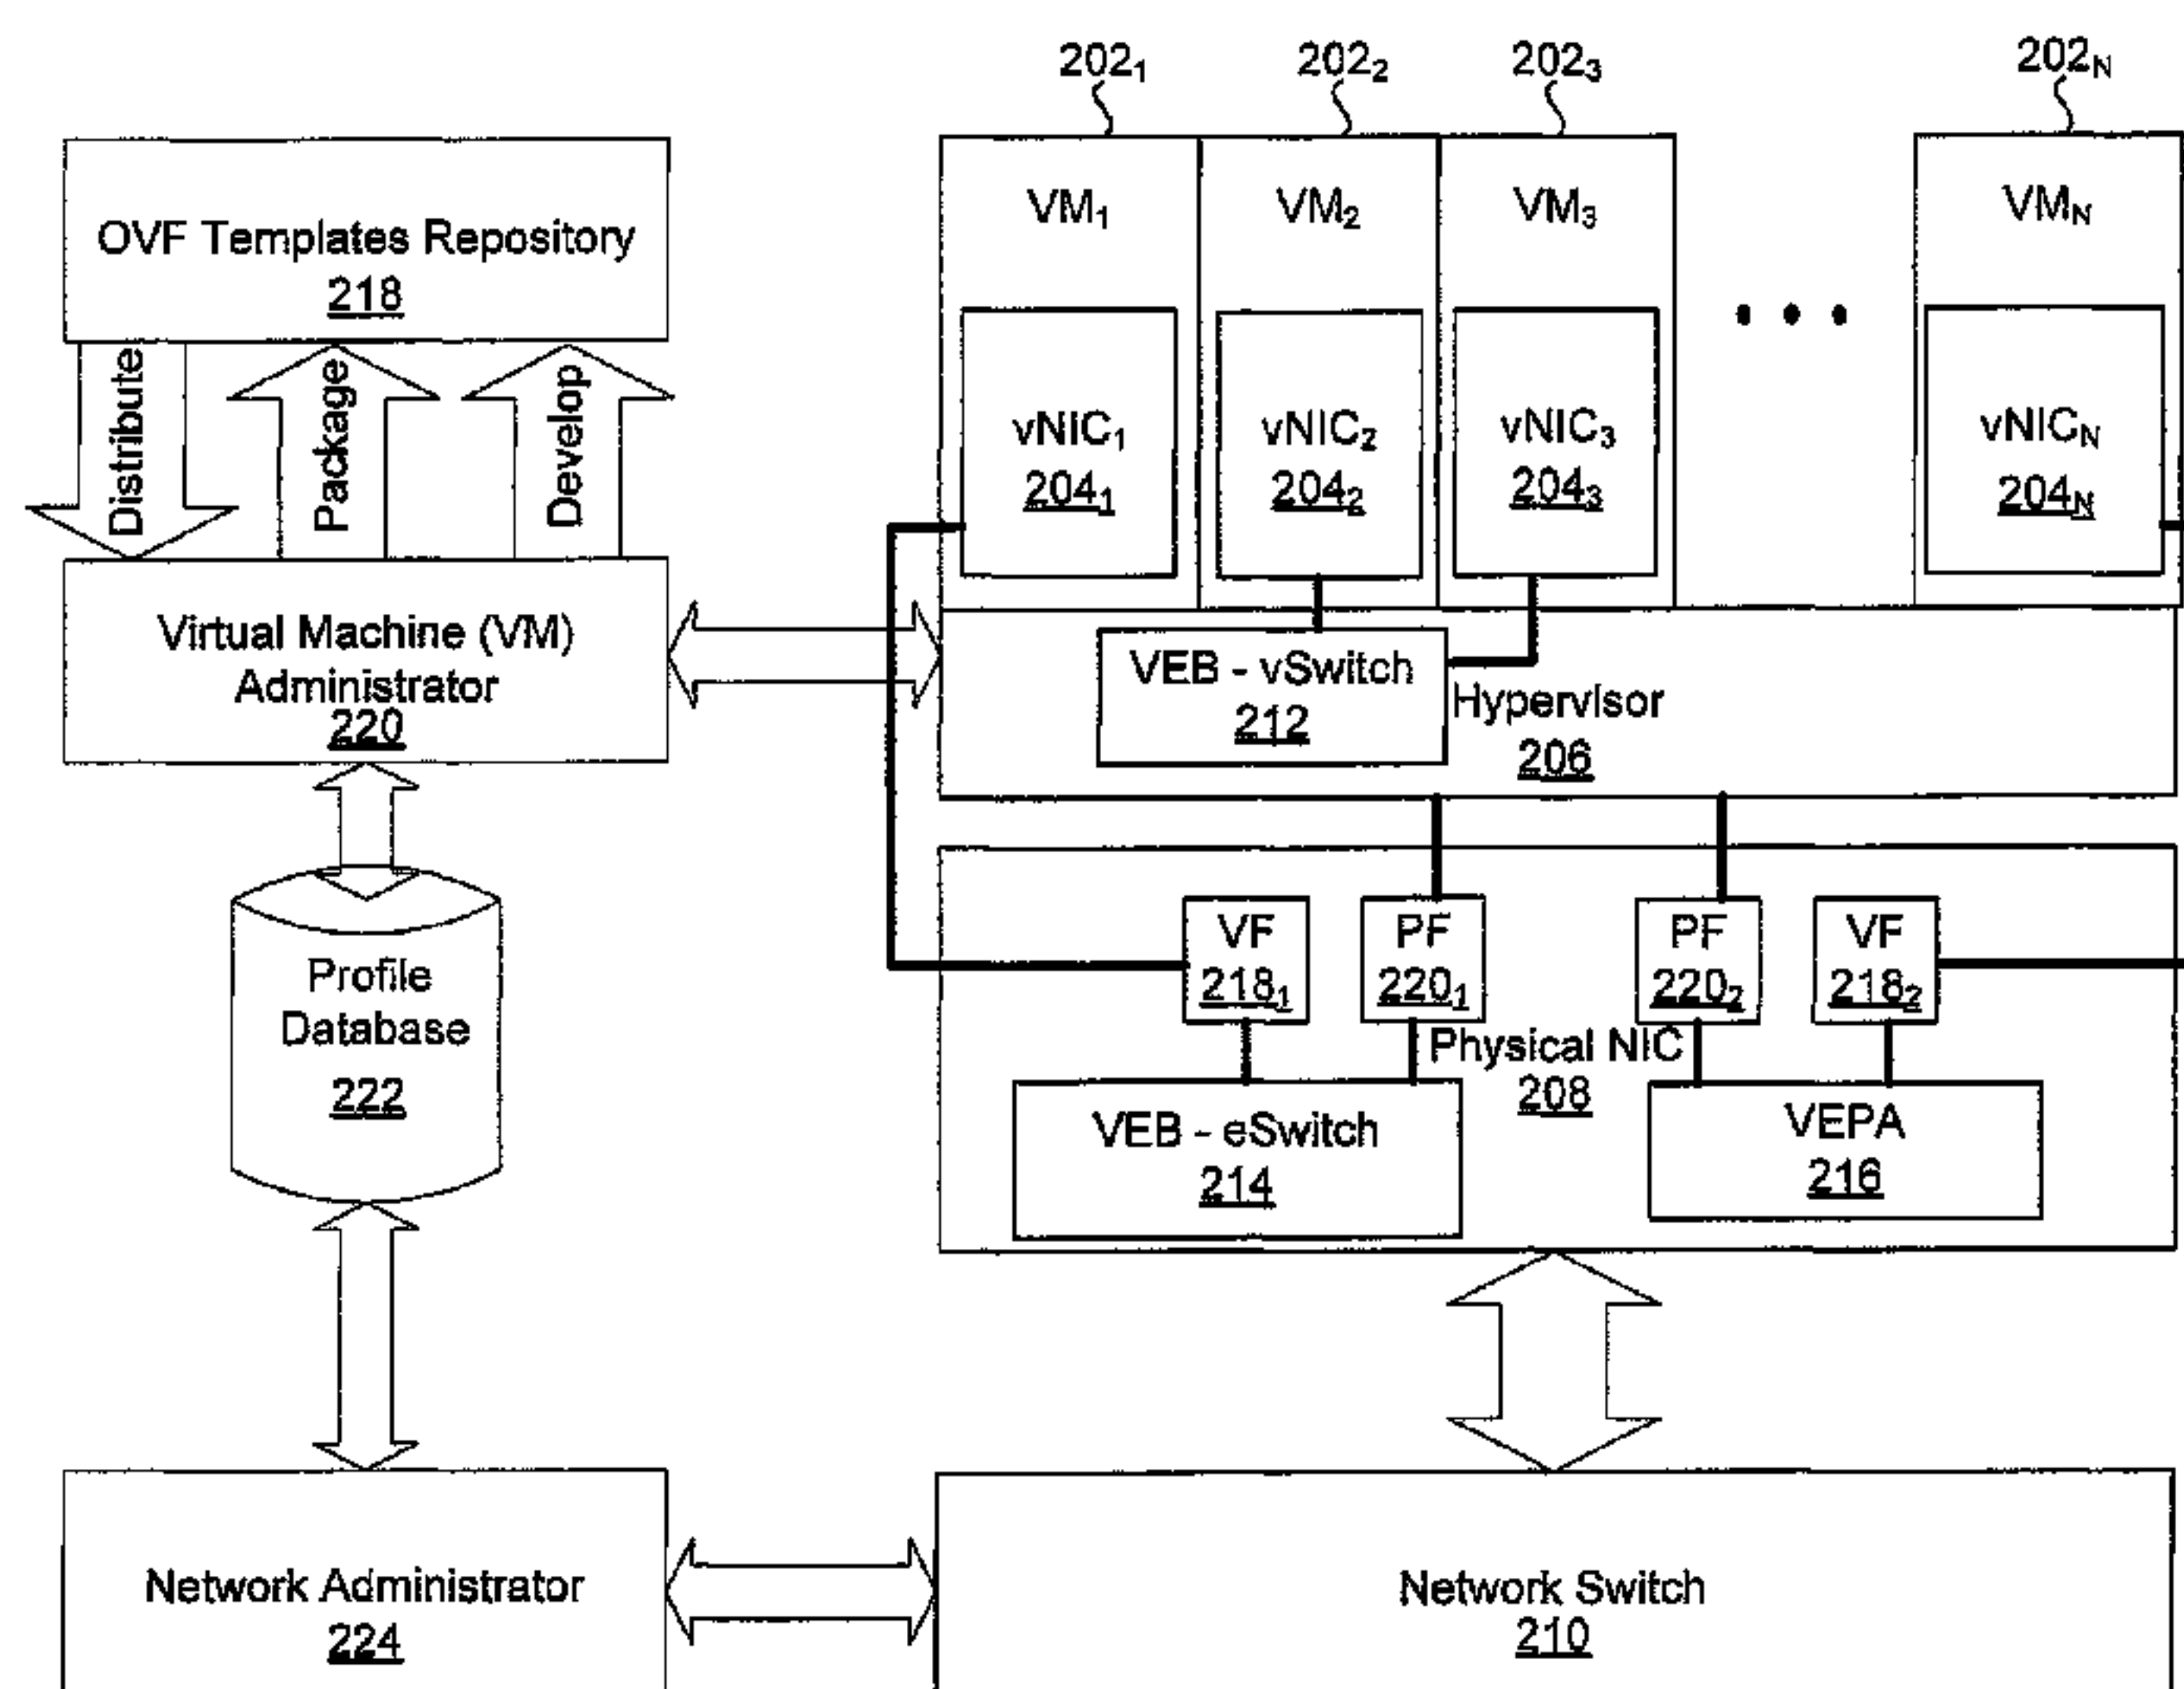 202₁ 202₂ 202₃ 202N
OVF Templates Repository
218
Distribute
Package
Develop
Virtual Machine (VM)
Administrator
220
Profile
Database
222
Network Administrator
224
VM₁ VM₂ VM₃ VMN
vNiC₁
204₁
vNIC₂
204₂
vNIC₃
204₃
vNICN
204N
VEB - vSwitch
212
Hypervisor
206
VF
218₁
PF
220₁
PF
220₂
VF
218₂
Physical NIC
208
VEB - eSwitch
214
VEPA
216
Network Switch
210